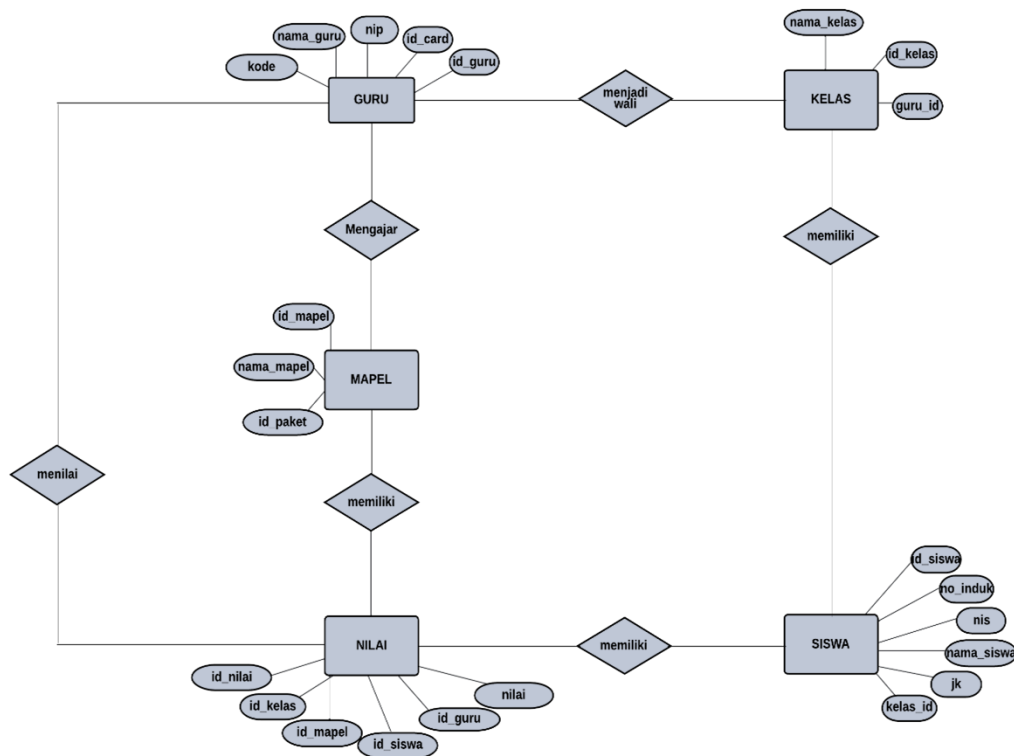 nama_kelas
nama_guru
nip
id_card
id_kelas
kode
id_guru
GURU
menjadi
wali
KELAS
guru_id
Mengajar
memiliki
id_mapel
nama_mapel
MAPEL
id_paket
menilai
memiliki
id_siswa
no_induk
nis
NILAI
memiliki
SISWA
nama_siswa
id_nilai
jk
nilai
id_kelas
kelas_id
id_guru
id_mapel
id_siswa